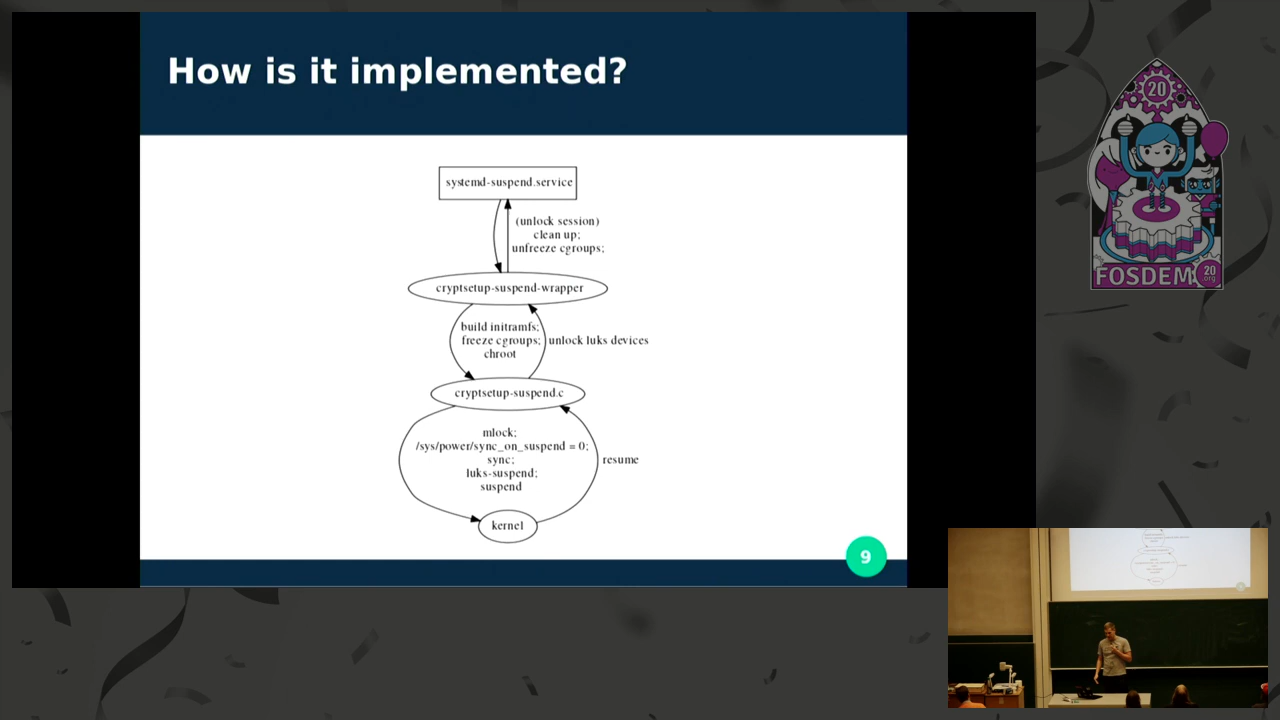 How is it implemented?
systemd-suspend.service
(unlock session)
clean up;
unfreeze cgroups;
cryptsetup-suspend-wrapper
build initramfs;
freeze cgroups;
chroot
unlock luks devices
cryptsetup-suspend.c
mlock;
/sys/power/sync_on_suspend = 0;
sync;
luks-suspend;
suspend
resume
kernel
9
20
FOSDEM
20
.org